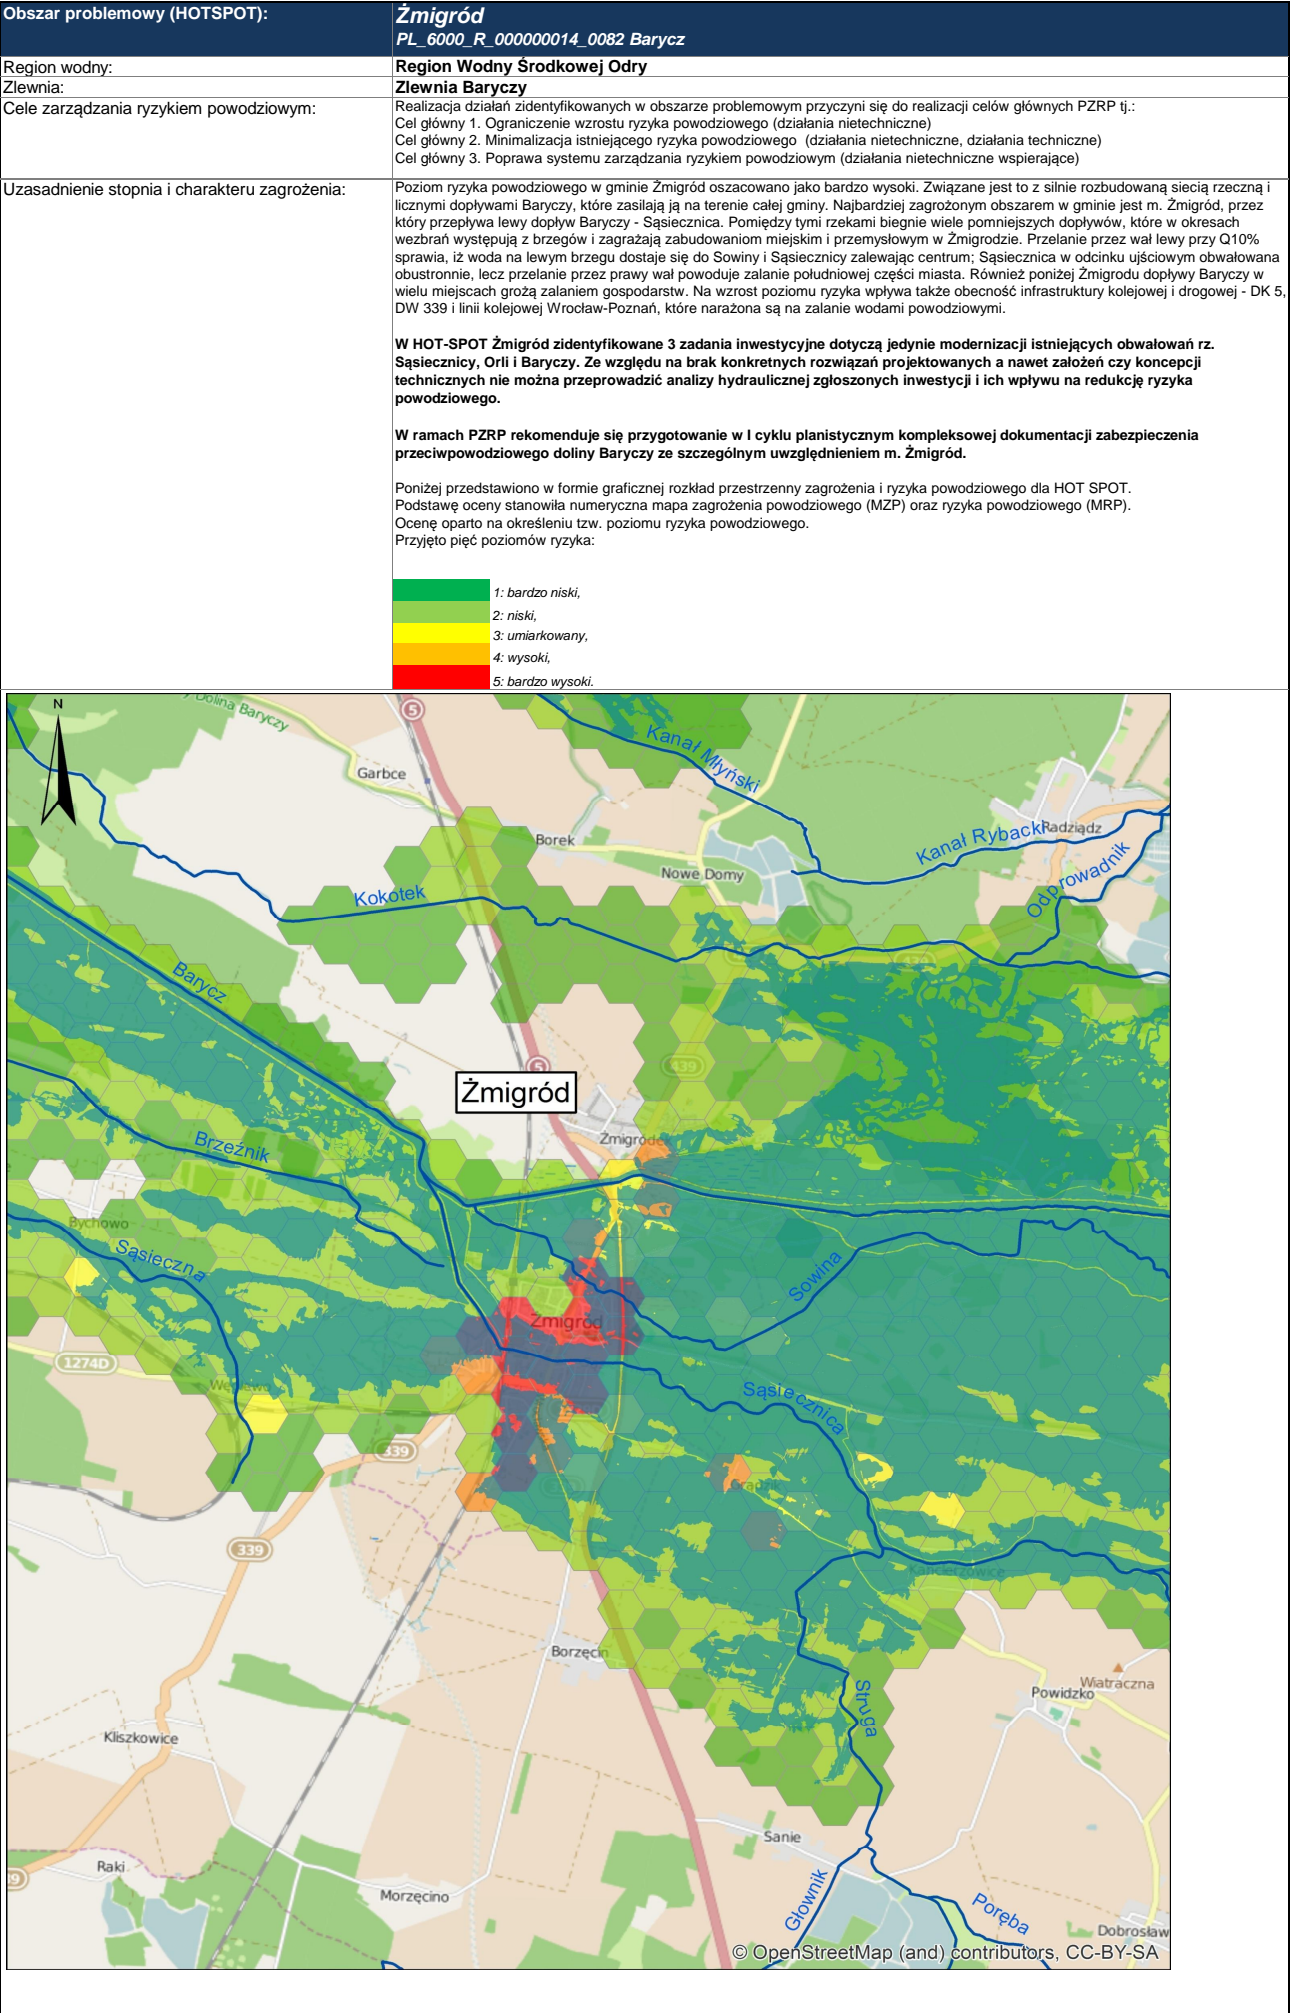 Obszar problemowy (HOTSPOT):
Żmigród
PL_6000_R_000000014_0082 Barycz
Region wodny:
Region Wodny Środkowej Odry
Zlewnia:
Zlewnia Baryczy
Cele zarządzania ryzykiem powodziowym:
Realizacja działań zidentyfikowanych w obszarze problemowym przyczyni się do realizacji celów głównych PZRP tj.:
Cel główny 1. Ograniczenie wzrostu ryzyka powodziowego (działania nietechniczne)
Cel główny 2. Minimalizacja istniejącego ryzyka powodziowego (działania nietechniczne, działania techniczne)
Cel główny 3. Poprawa systemu zarządzania ryzykiem powodziowym (działania nietechniczne wspierające)
Uzasadnienie stopnia i charakteru zagrożenia:
Poziom ryzyka powodziowego w gminie Żmigród oszacowano jako bardzo wysoki. Związane jest to z silnie rozbudowaną siecią rzeczną i
licznymi dopływami Baryczy, które zasilają ją na terenie całej gminy. Najbardziej zagrożonym obszarem w gminie jest m. Żmigród, przez
który przepływa lewy dopływ Baryczy - Sąsiecznica. Pomiędzy tymi rzekami biegnie wiele pomniejszych dopływów, które w okresach
wezbrań występują z brzegów i zagrażają zabudowaniom miejskim i przemysłowym w Żmigrodzie. Przelanie przez wał lewy przy Q10%
sprawia, iż woda na lewym brzegu dostaje się do Sowiny i Sąsiecznicy zalewając centrum; Sąsiecznica w odcinku ujściowym obwałowana
obustronnie, lecz przelanie przez prawy wał powoduje zalanie południowej części miasta. Również poniżej Żmigrodu dopływy Baryczy w
wielu miejscach grożą zalaniem gospodarstw. Na wzrost poziomu ryzyka wpływa także obecność infrastruktury kolejowej i drogowej - DK 5,
DW 339 i linii kolejowej Wrocław-Poznań, które narażona są na zalanie wodami powodziowymi.
W HOT-SPOT Żmigród zidentyfikowane 3 zadania inwestycyjne dotyczą jedynie modernizacji istniejących obwałowań rz.
Sąsiecznicy, Orli i Baryczy. Ze względu na brak konkretnych rozwiązań projektowanych a nawet założeń czy koncepcji
technicznych nie można przeprowadzić analizy hydraulicznej zgłoszonych inwestycji i ich wpływu na redukcję ryzyka
powodziowego.
W ramach PZRP rekomenduje się przygotowanie w I cyklu planistycznym kompleksowej dokumentacji zabezpieczenia
przeciwpowodziowego doliny Baryczy ze szczególnym uwzględnieniem m. Żmigród.
Poniżej przedstawiono w formie graficznej rozkład przestrzenny zagrożenia i ryzyka powodziowego dla HOT SPOT.
Podstawę oceny stanowiła numeryczna mapa zagrożenia powodziowego (MZP) oraz ryzyka powodziowego (MRP).
Ocenę oparto na określeniu tzw. poziomu ryzyka powodziowego.
Przyjęto pięć poziomów ryzyka:
1: bardzo niski,
2: niski,
3: umiarkowany,
4: wysoki,
5: bardzo wysoki.
N
Dolina Baryczy
5
Kanał Młyński
Garbce
Borek
Kanał Rybacki
Radziądz
Nowe Domy
Odprowadnik
Kokotek
Barycz
5
439
Żmigród
Żmigródek
Brzeźnik
Bychowo
Sąsieczna
Sowina
Żmigród
1274D
Sąsiecznica
339
Gradzik
339
Borzęcin
Wiatraczna
Powidzko
Struga
Kliszkowice
Sanie
Raki
Morzęcino
Głownik
Poręba
Dobrosław
© OpenStreetMap (and) contributors, CC-BY-SA